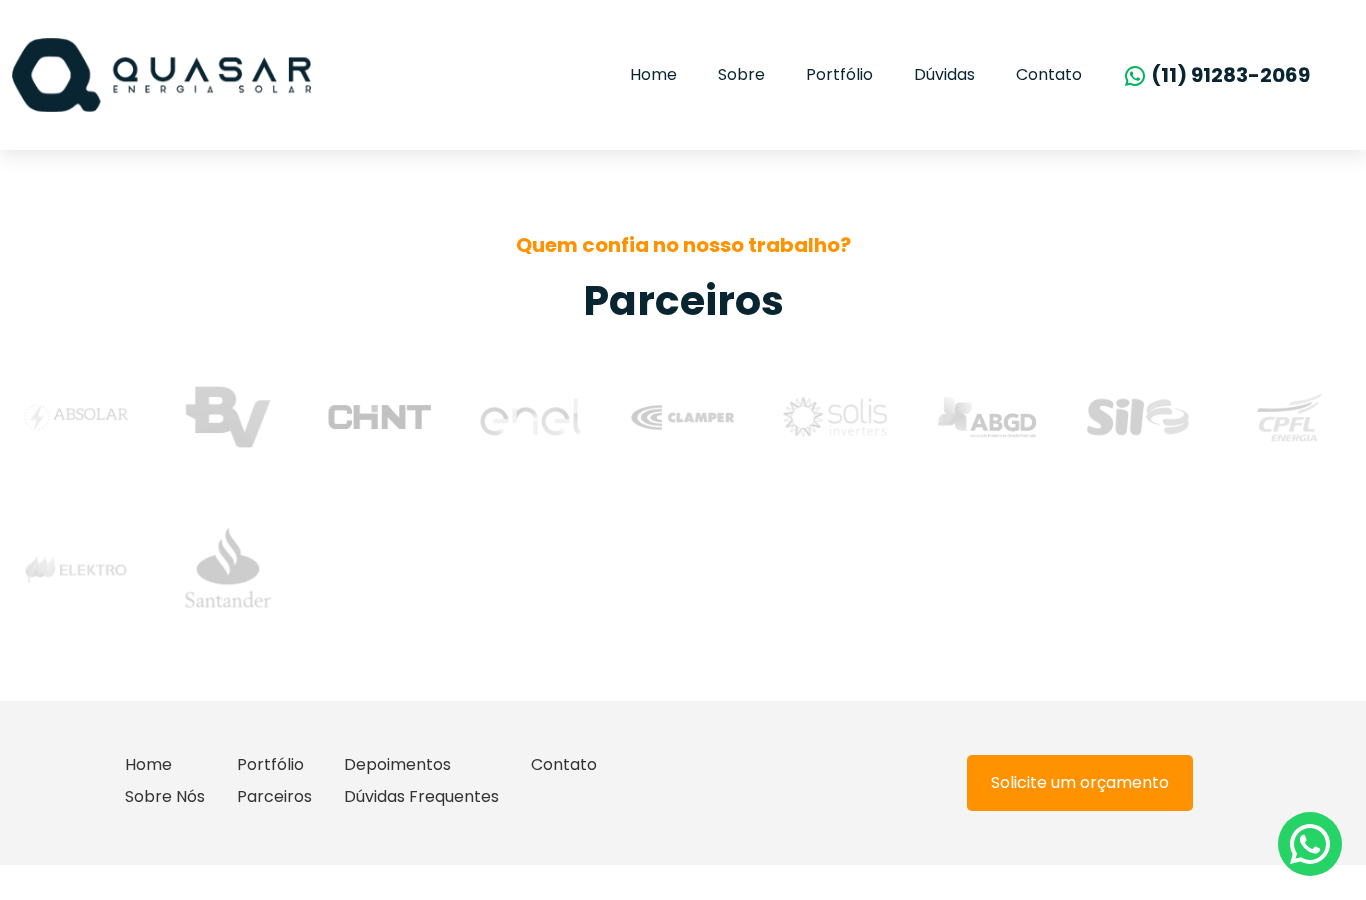 QUASAR
ENERGIA SOLAR
Home Sobre Portfólio Dúvidas Contato (11) 91283-2069
Quem confia no nosso trabalho?
Parceiros
ABSOLAR BV CHINT enel CLAMPER solis inverters ABGD Sil CPFL ENERGIA
ELEKTRO Santander
Home Portfólio Depoimentos Contato
Sobre Nós Parceiros Dúvidas Frequentes
Solicite um orçamento